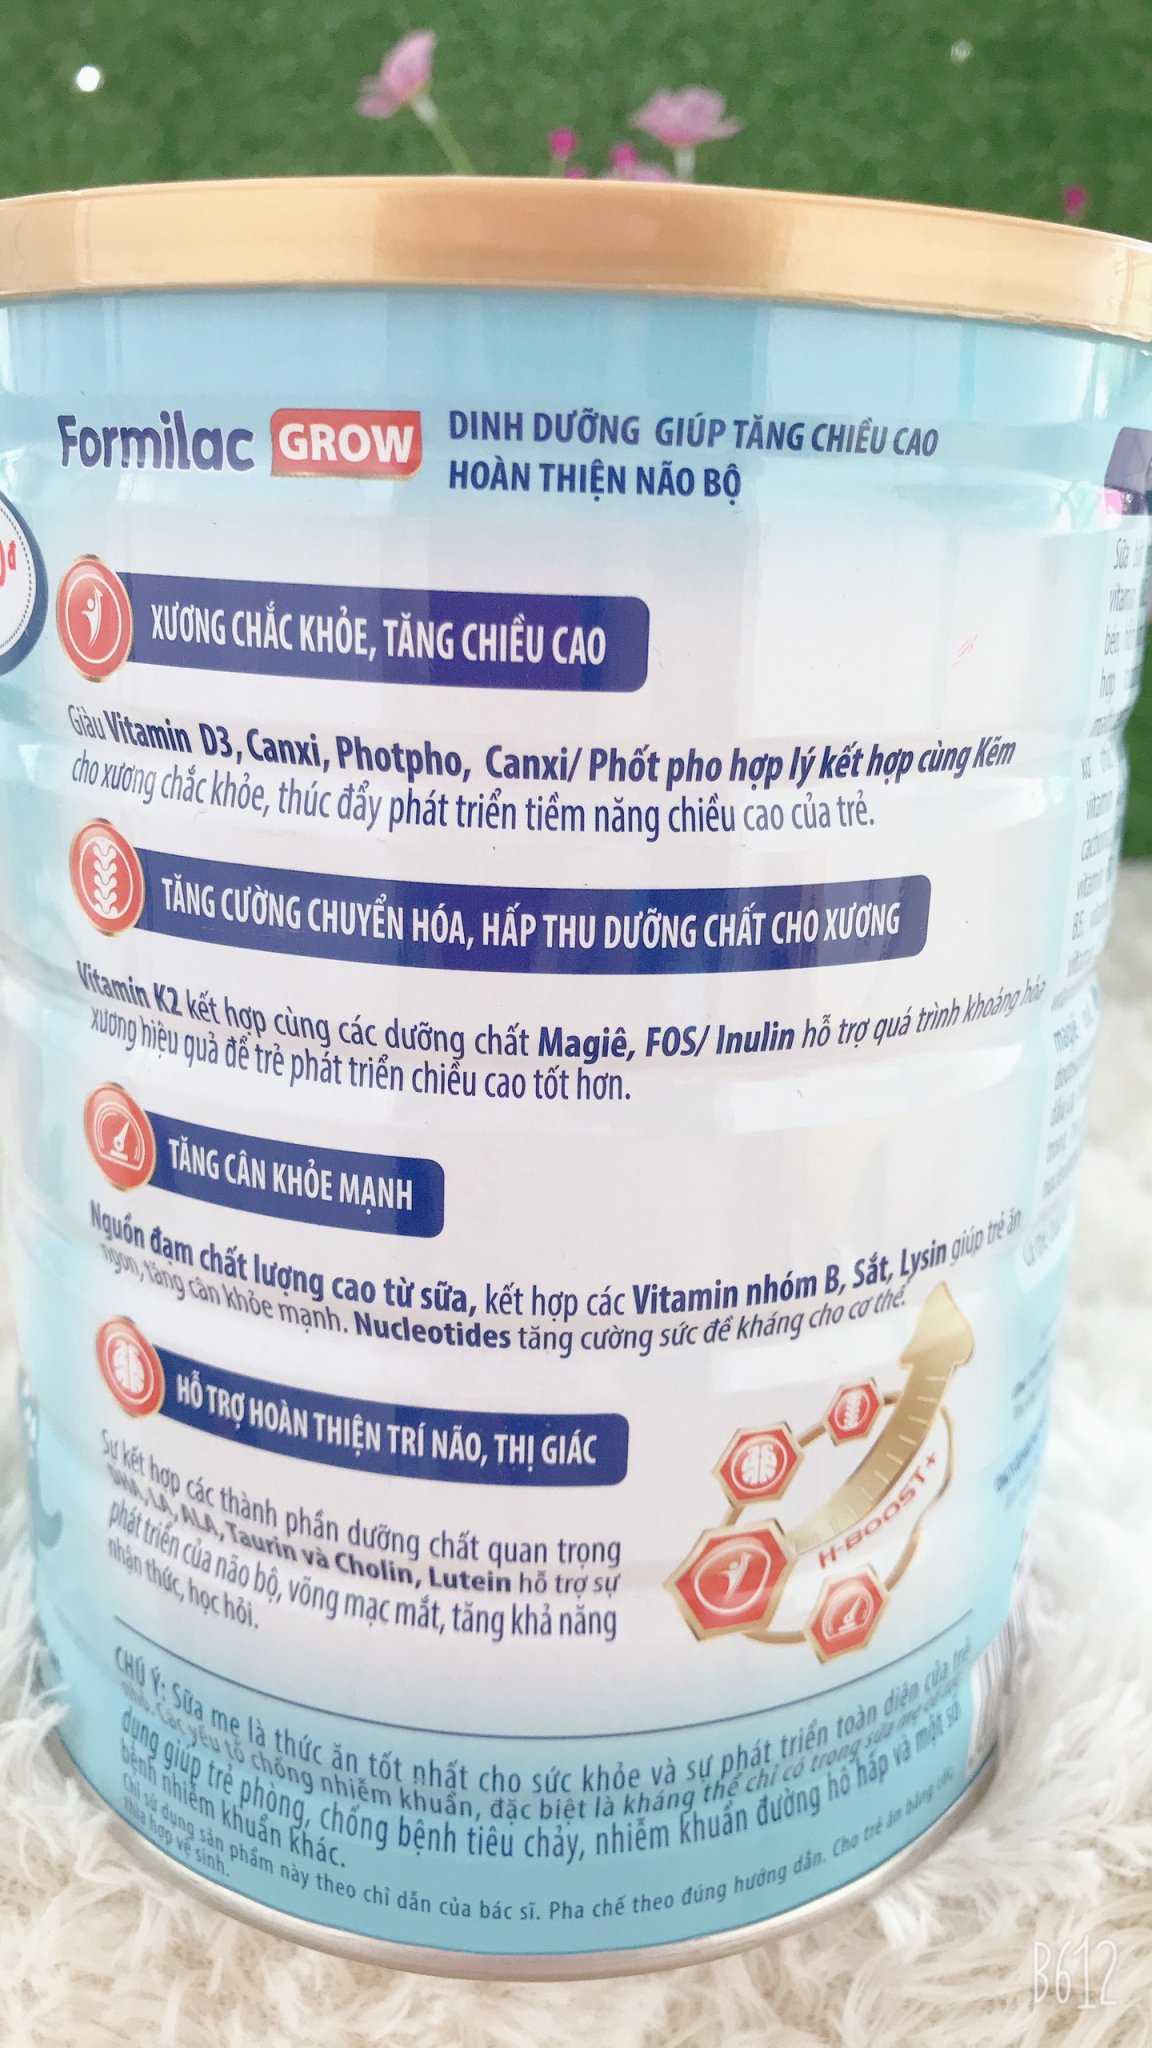 Formilac GROW
DINH DƯỠNG GIÚP TĂNG CHIỀU CAO
HOÀN THIỆN NÃO BỘ
XƯƠNG CHẮC KHỎE, TĂNG CHIỀU CAO
Giàu Vitamin D3, Canxi, Photpho, Canxi/ Phốt pho hợp lý kết hợp cùng Kẽm
cho xương chắc khỏe, thúc đẩy phát triển tiềm năng chiều cao của trẻ.
TĂNG CƯỜNG CHUYỂN HÓA, HẤP THU DƯỠNG CHẤT CHO XƯƠNG
Vitamin K2 kết hợp cùng các dưỡng chất Magiê, FOS/ Inulin hỗ trợ quá trình khoáng hóa
xương hiệu quả để trẻ phát triển chiều cao tốt hơn.
TĂNG CÂN KHỎE MẠNH
Nguồn đạm chất lượng cao từ sữa, kết hợp các Vitamin nhóm B, Sắt, Lysin giúp trẻ ăn
ngon, tăng cân khỏe mạnh. Nucleotides tăng cường sức đề kháng cho cơ thể.
HỖ TRỢ HOÀN THIỆN TRÍ NÃO, THỊ GIÁC
Sự kết hợp các thành phần dưỡng chất quan trọng
DHA, LA, ALA, Taurin và Cholin, Lutein hỗ trợ sự
phát triển của não bộ, võng mạc mắt, tăng khả năng
nhận thức, học hỏi.
H-BOOST+
CHÚ Ý: Sữa mẹ là thức ăn tốt nhất cho sức khỏe và sự phát triển toàn diện của trẻ
nhỏ. Các yếu tố chống nhiễm khuẩn, đặc biệt là kháng thể chỉ có trong sữa mẹ có tác
dụng giúp trẻ phòng, chống bệnh tiêu chảy, nhiễm khuẩn đường hô hấp và một số
bệnh nhiễm khuẩn khác.
Chỉ sử dụng sản phẩm này theo chỉ dẫn của bác sĩ. Pha chế theo đúng hướng dẫn. Cho trẻ ăn bằng cốc,
thìa hợp vệ sinh.
B612